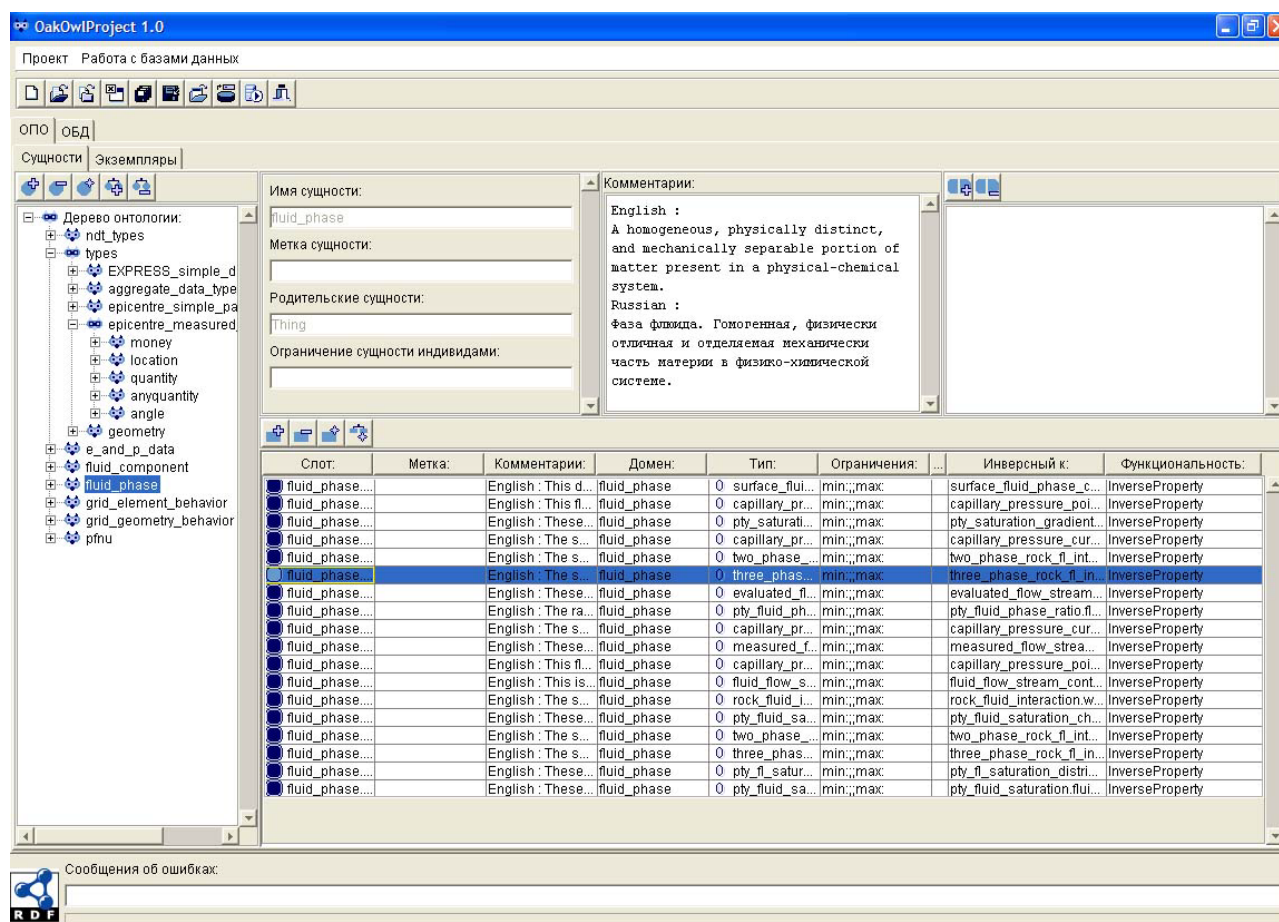 OakOwlProject 1.0
Проект Работа с базами данных
ОПО ОБД
Сущности Экземпляры
Дерево онтологии:
ndt_types
types
EXPRESS_simple_d
aggregate_data_type
epicentre_simple_pa
epicentre_measured_
money
location
quantity
anyquantity
angle
geometry
e_and_p_data
fluid_component
fluid_phase
grid_element_behavior
grid_geometry_behavior
pfnu
Имя сущности:
fluid_phase
Метка сущности:
Родительские сущности:
Thing
Ограничение сущности индивидами:
Комментарии:
English :
A homogeneous, physically distinct,
and mechanically separable portion of
matter present in a physical-chemical
system.
Russian :
Фаза флюида. Гомогенная, физически
отличная и отделяемая механически
часть материи в физико-химической
системе.
Слот: Метка: Комментарии: Домен: Тип: Ограничения: ... Инверсный к: Функциональность:
fluid_phase.... English : This d... fluid_phase 0 surface_flui... min:;;max: surface_fluid_phase_c... InverseProperty
fluid_phase.... English : This fl... fluid_phase 0 capillary_pr... min:;;max: capillary_pressure_poi... InverseProperty
fluid_phase.... English : These... fluid_phase 0 pty_saturati... min:;;max: pty_saturation_gradient... InverseProperty
fluid_phase.... English : The s... fluid_phase 0 capillary_pr... min:;;max: capillary_pressure_cur... InverseProperty
fluid_phase.... English : The s... fluid_phase 0 two_phase_... min:;;max: two_phase_rock_fl_int... InverseProperty
fluid_phase.... English : The s... fluid_phase 0 three_phas... min:;;max: three_phase_rock_fl_in... InverseProperty
fluid_phase.... English : These... fluid_phase 0 evaluated_fl... min:;;max: evaluated_flow_stream... InverseProperty
fluid_phase.... English : The ra... fluid_phase 0 pty_fluid_ph... min:;;max: pty_fluid_phase_ratio.fl... InverseProperty
fluid_phase.... English : The s... fluid_phase 0 capillary_pr... min:;;max: capillary_pressure_cur... InverseProperty
fluid_phase.... English : These... fluid_phase 0 measured_f... min:;;max: measured_flow_strea... InverseProperty
fluid_phase.... English : This fl... fluid_phase 0 capillary_pr... min:;;max: capillary_pressure_poi... InverseProperty
fluid_phase.... English : This is... fluid_phase 0 fluid_flow_s... min:;;max: fluid_flow_stream_cont... InverseProperty
fluid_phase.... English : The s... fluid_phase 0 rock_fluid_i... min:;;max: rock_fluid_interaction.w... InverseProperty
fluid_phase.... English : These... fluid_phase 0 pty_fluid_sa... min:;;max: pty_fluid_saturation_ch... InverseProperty
fluid_phase.... English : The s... fluid_phase 0 two_phase_... min:;;max: two_phase_rock_fl_int... InverseProperty
fluid_phase.... English : The s... fluid_phase 0 three_phas... min:;;max: three_phase_rock_fl_in... InverseProperty
fluid_phase.... English : These... fluid_phase 0 pty_fl_satur... min:;;max: pty_fl_saturation_distri... InverseProperty
fluid_phase.... English : These... fluid_phase 0 pty_fluid_sa... min:;;max: pty_fluid_saturation.flui... InverseProperty
Сообщения об ошибках:
RDF